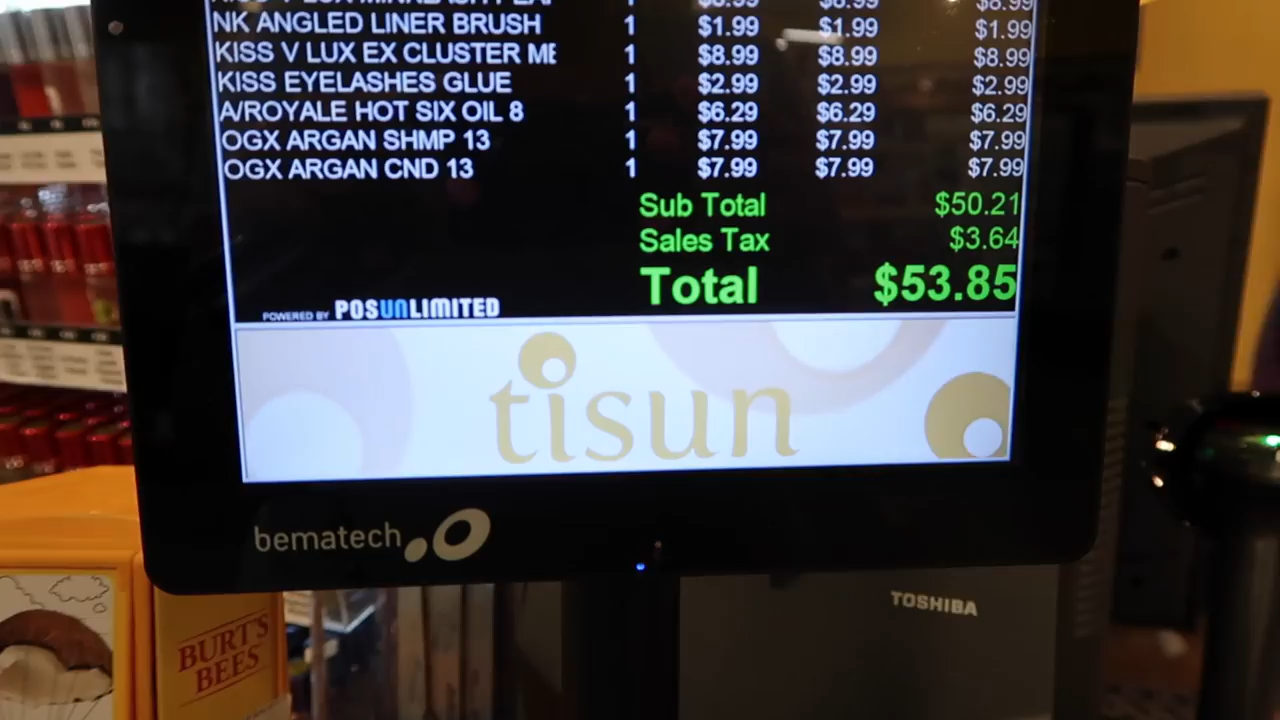 NK ANGLED LINER BRUSH 1 $1.99 $1.99 $1.99
KISS V LUX EX CLUSTER ME 1 $8.99 $8.99 $8.99
KISS EYELASHES GLUE 1 $2.99 $2.99 $2.99
A/ROYALE HOT SIX OIL 8 1 $6.29 $6.29 $6.29
OGX ARGAN SHMP 13 1 $7.99 $7.99 $7.99
OGX ARGAN CND 13 1 $7.99 $7.99 $7.99
Sub Total $50.21
Sales Tax $3.64
Total $53.85
POWERED BY POSUNLIMITED
tisun
bematech
TOSHIBA
BURT'S
BEES